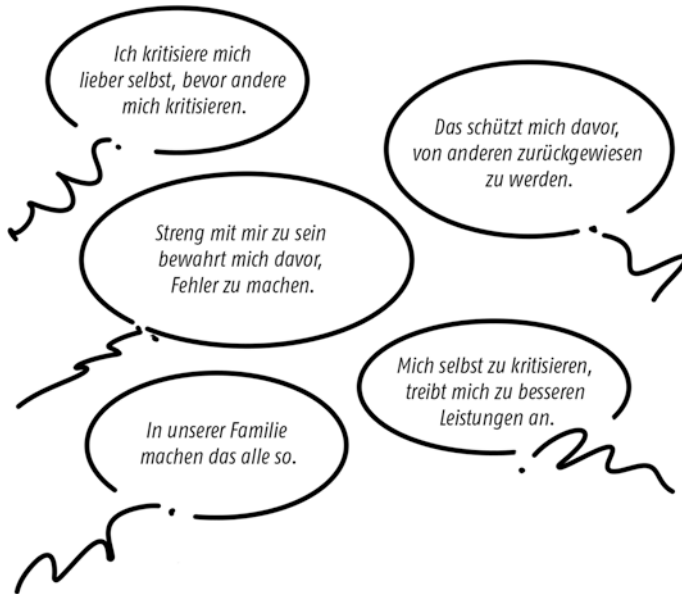 Ich kritisiere mich
lieber selbst, bevor andere
mich kritisieren.
Das schützt mich davor,
von anderen zurückgewiesen
zu werden.
Streng mit mir zu sein
bewahrt mich davor,
Fehler zu machen.
Mich selbst zu kritisieren,
treibt mich zu besseren
Leistungen an.
In unserer Familie
machen das alle so.